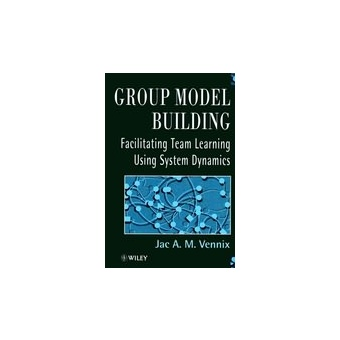 GROUP MODEL
BUILDING
Facilitating Team Learning
Using System Dynamics
Jac A. M. Vennix
WILEY